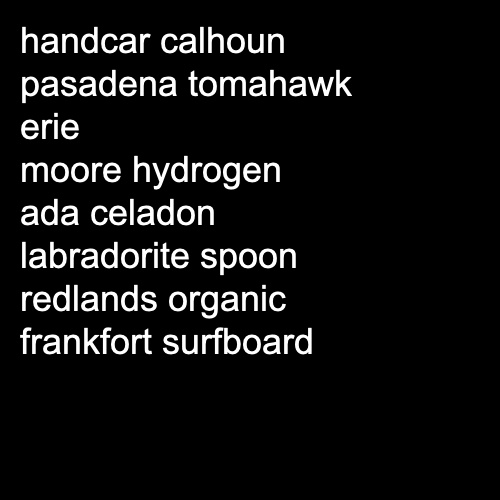 handcar calhoun
pasadena tomahawk
erie
moore hydrogen
ada celadon
labradorite spoon
redlands organic
frankfort surfboard